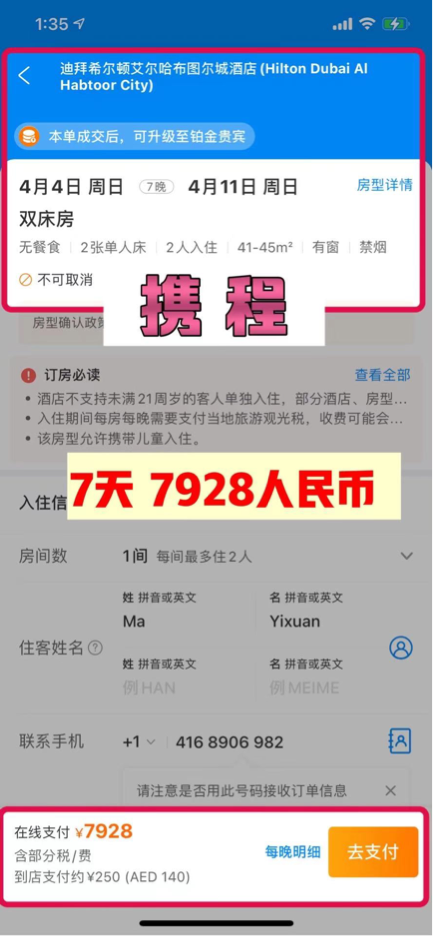 1:35
迪拜希尔顿艾尔哈布图尔城酒店 (Hilton Dubai Al
Habtoor City)
本单成交后，可升级至铂金贵宾
4月4日 周日 7晚 4月11日 周日 房型详情
双床房
无餐食 2张单人床 2人入住 41-45m² 有窗 禁烟
不可取消
携程
房型确认政策
订房必读 查看全部
• 酒店不支持未满21周岁的客人单独入住，部分酒店、房型...
• 入住期间每房每晚需要支付当地旅游观光税，收费可能会...
• 该房型允许携带儿童入住。
入住信
7天 7928人民币
房间数 1间 每间最多住2人
姓 拼音或英文 名 拼音或英文
Ma Yixuan
住客姓名
姓 拼音或英文 名 拼音或英文
例HAN 例MEIME
联系手机 +1 416 8906 982
请注意是否用此号码接收订单信息
在线支付 ¥7928
含部分税/费 每晚明细 去支付
到店支付约¥250 (AED 140)